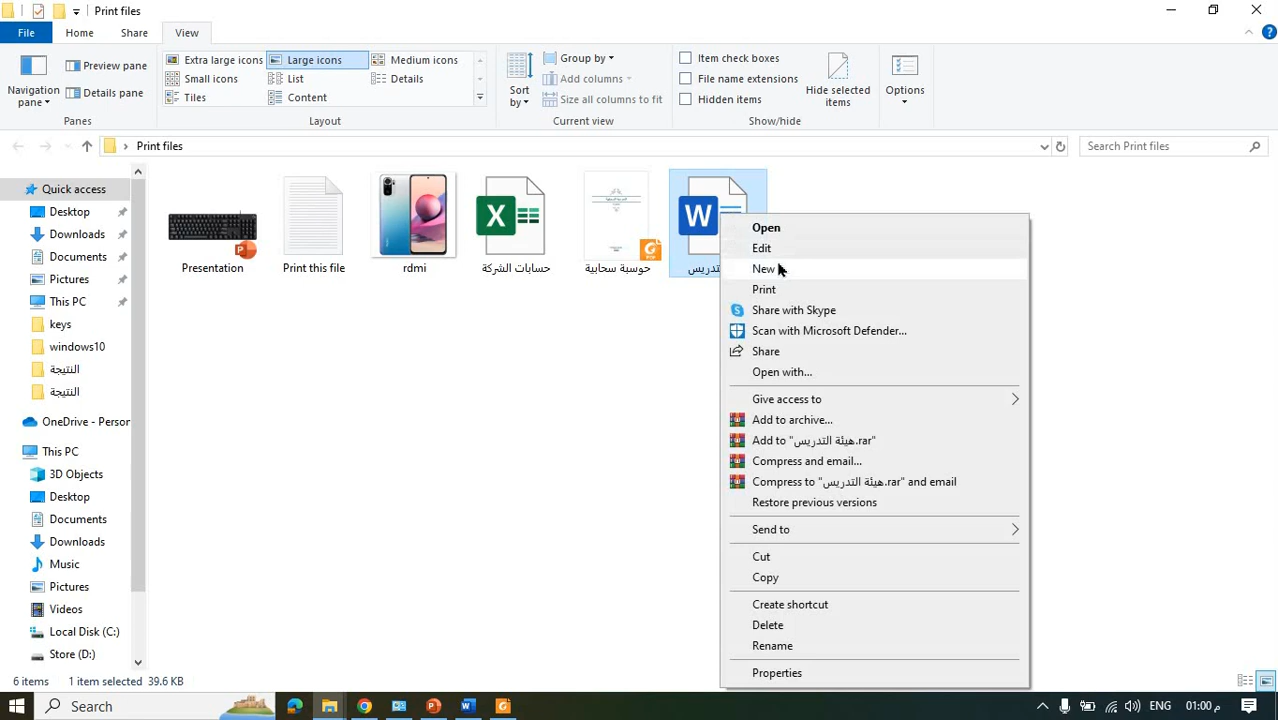 Print files
File
Home
Share
View
Navigation
pane
Preview pane
Details pane
Panes
Extra large icons
Large icons
Medium icons
Small icons
List
Details
Tiles
Content
Layout
Sort
by
Group by
Add columns
Size all columns to fit
Current view
Item check boxes
File name extensions
Hidden items
Hide selected
items
Show/hide
Options
Print files
Search Print files
Quick access
Desktop
Downloads
Documents
Pictures
This PC
keys
windows10
النتيجة
النتيجة
OneDrive - Person
This PC
3D Objects
Desktop
Documents
Downloads
Music
Pictures
Videos
Local Disk (C:)
Store (D:)
Presentation
Print this file
rdmi
حسابات الشركة
حوسبة سحابية
Open
Edit
New
Print
Share with Skype
Scan with Microsoft Defender...
Share
Open with...
Give access to
Add to archive...
Add to "هيئة التدريس.rar"
Compress and email...
Compress to "هيئة التدريس.rar" and email
Restore previous versions
Send to
Cut
Copy
Create shortcut
Delete
Rename
Properties
6 items
1 item selected 39.6 KB
Search
ENG
01:00 م